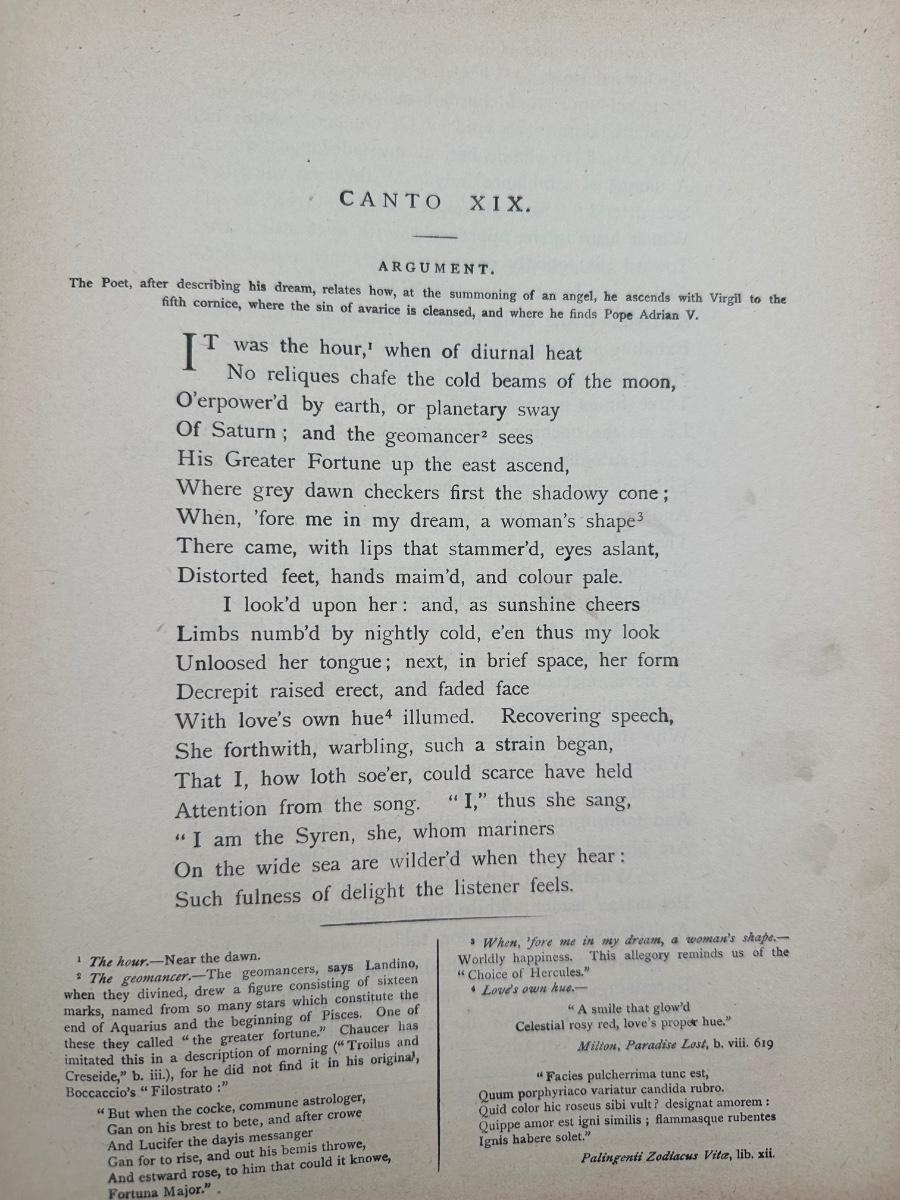 CANTO XIX.
ARGUMENT.
The Poet, after describing his dream, relates how, at the summoning of an angel, he ascends with Virgil to the
fifth cornice, where the sin of avarice is cleansed, and where he finds Pope Adrian V.
IT was the hour,¹ when of diurnal heat
No reliques chafe the cold beams of the moon,
O'erpower'd by earth, or planetary sway
Of Saturn; and the geomancer² sees
His Greater Fortune up the east ascend,
Where grey dawn checkers first the shadowy cone;
When, 'fore me in my dream, a woman's shape³
There came, with lips that stammer'd, eyes aslant,
Distorted feet, hands maim'd, and colour pale.
I look'd upon her: and, as sunshine cheers
Limbs numb'd by nightly cold, e'en thus my look
Unloosed her tongue; next, in brief space, her form
Decrepit raised erect, and faded face
With love's own hue⁴ illumed. Recovering speech,
She forthwith, warbling, such a strain began,
That I, how loth soe'er, could scarce have held
Attention from the song. "I," thus she sang,
"I am the Syren, she, whom mariners
On the wide sea are wilder'd when they hear:
Such fulness of delight the listener feels.
¹ The hour.—Near the dawn.
² The geomancer.—The geomancers, says Landino,
when they divined, drew a figure consisting of sixteen
marks, named from so many stars which constitute the
end of Aquarius and the beginning of Pisces. One of
these they called "the greater fortune." Chaucer has
imitated this in a description of morning ("Troilus and
Creseide," b. iii.), for he did not find it in his original,
Boccaccio's "Filostrato:"
"But when the cocke, commune astrologer,
Gan on his brest to bete, and after crowe
And Lucifer the dayis messanger
Gan for to rise, and out his bemis throwe,
And estward rose, to him that could it knowe,
Fortuna Major."
³ When, 'fore me in my dream, a woman's shape.—
Worldly happiness. This allegory reminds us of the
"Choice of Hercules."
⁴ Love's own hue.—
"A smile that glow'd
Celestial rosy red, love's proper hue."
Milton, Paradise Lost, b. viii. 619
"Facies pulcherrima tunc est,
Quum porphyriaco variatur candida rubro.
Quid color hic roseus sibi vult? designat amorem:
Quippe amor est igni similis; flammasque rubentes
Ignis habere solet."
Palingenii Zodiacus Vitæ, lib. xii.